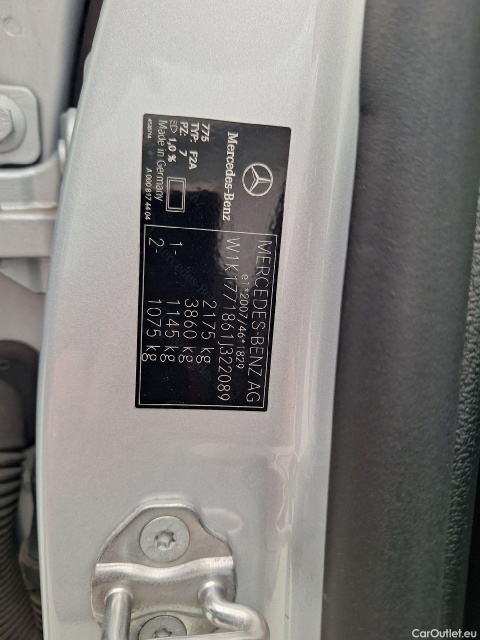 MERCEDES-BENZ AG
e1*2007/46*1829
W1K1771861J322089
2175 kg
3860 kg
1- 1145 kg
2- 1075 kg
Mercedes-Benz
775
TYP: F2A
PZ: 7
ED: 1,0 %
Made in Germany
A 000 817 44 04
CarOutlet.eu